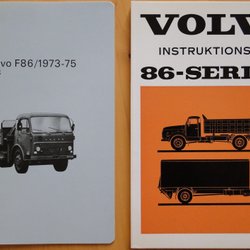 vo F86/1973-75
VOLV
INSTRUKTIONS
86-SERI